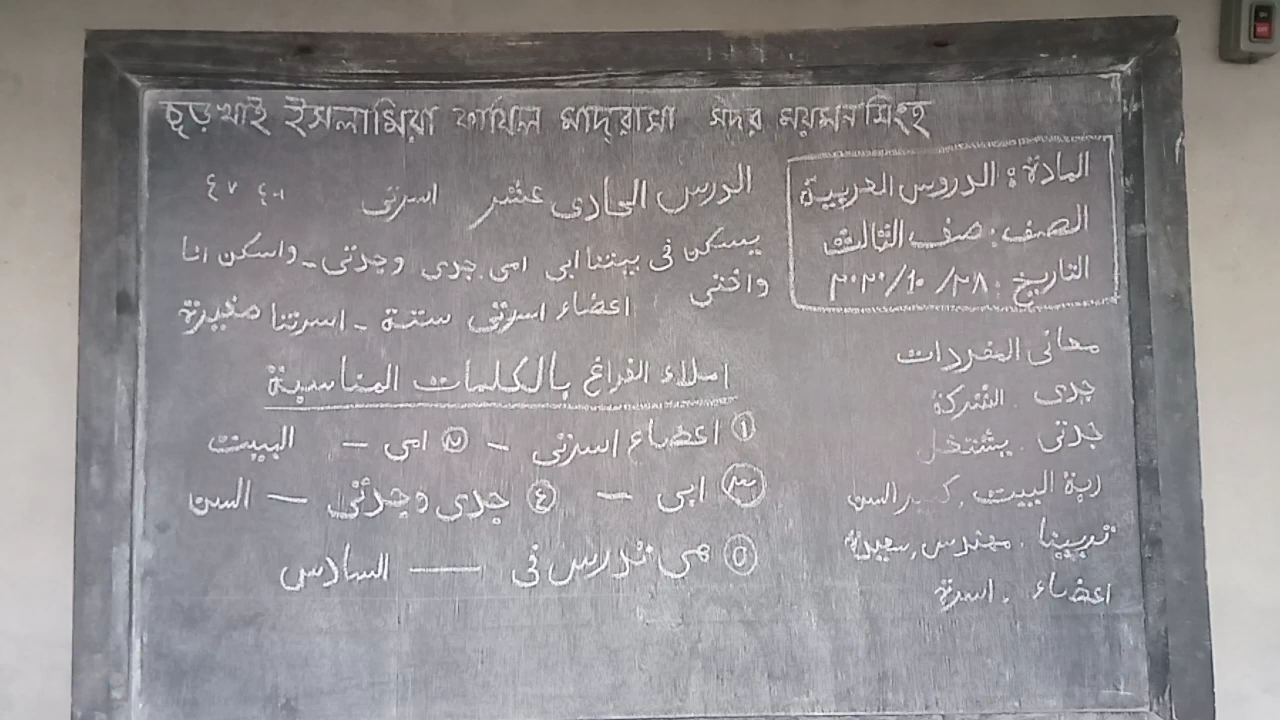 চুড়খাই ইসলামিয়া ফাযিল মাদ্রাসা সদর ময়মনসিংহ
المادة: الدروس العربية
الصف: صف الثالث
التاريخ: ٢٨/١٠/٢٠٢٠
الدرس الحادى عشر اسرتى
يسكن فى بيتنا ابى امى جدى وجدتى - واسكن انا
واختى اعضاء اسرتى ستة - اسرتنا صغيرة
املاء الفراغ بالكلمات المناسبة
① اعضاء اسرتى - ② امى - البيت
③ ابى - ④ جدى وجدتى - السن
⑤ هى تدرس فى — السادس
معانى المفردات
جدى . الشركة
جدتى . يشتغل
ربة البيت . كبير السن
تربينا . مهندس . سعيدة
اعضاء . اسرة